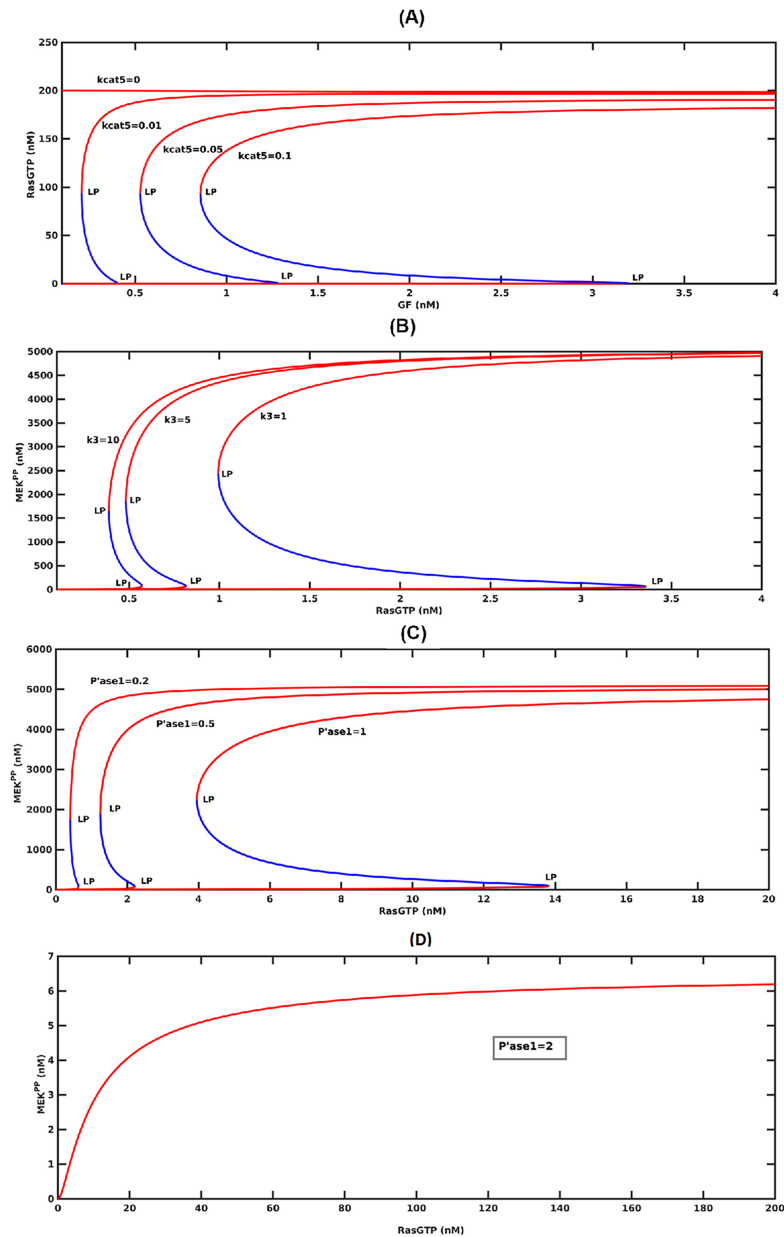 (A)
250
200
150
100
50
0
RasGTP (nM)
kcat5=0
kcat5=0.01
kcat5=0.05
kcat5=0.1
LP
LP
LP
LP
LP
LP
0.5
1
1.5
2
2.5
3
3.5
4
GF (nM)
(B)
5000
4500
4000
3500
3000
2500
2000
1500
1000
500
0
MEKᴾᴾ (nM)
k3=10
k3=5
k3=1
LP
LP
LP
LP
LP
LP
0.5
1
1.5
2
2.5
3
3.5
4
RasGTP (nM)
(C)
6000
5000
4000
3000
2000
1000
0
MEKᴾᴾ (nM)
P'ase1=0.2
P'ase1=0.5
P'ase1=1
LP
LP
LP
LP
LP
LP
0
2
4
6
8
10
12
14
16
18
20
RasGTP (nM)
(D)
7
6
5
4
3
2
1
0
MEKᴾᴾ (nM)
P'ase1=2
0
20
40
60
80
100
120
140
160
180
200
RasGTP (nM)